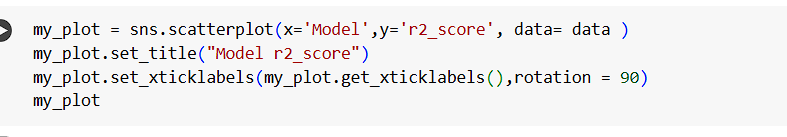 my_plot = sns.scatterplot(x='Model',y='r2_score', data= data )
my_plot.set_title("Model r2_score")
my_plot.set_xticklabels(my_plot.get_xticklabels(),rotation = 90)
my_plot